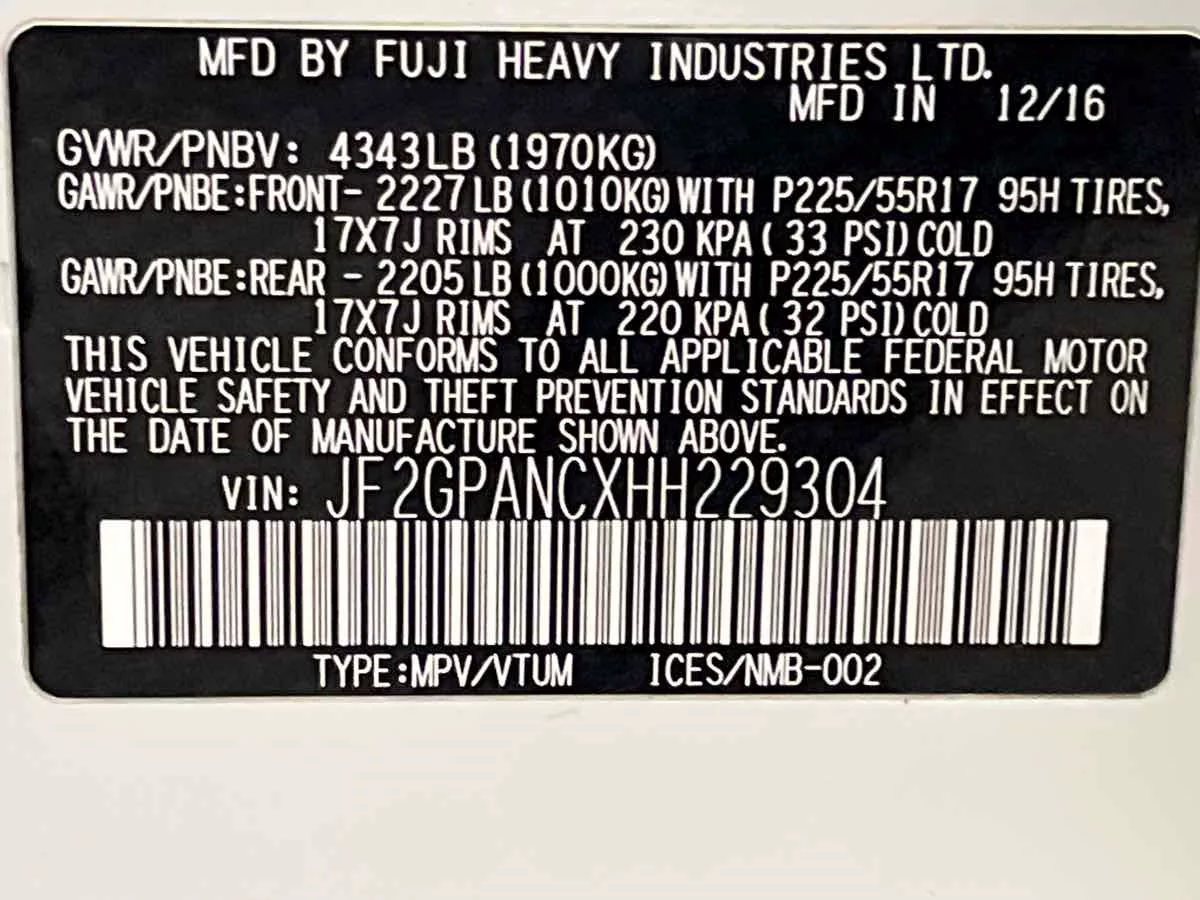 MFD BY FUJI HEAVY INDUSTRIES LTD.
MFD IN 12/16
GVWR/PNBV: 4343LB (1970KG)
GAWR/PNBE:FRONT- 2227 LB (1010KG) WITH P225/55R17 95H TIRES,
17X7J RIMS AT 230 KPA ( 33 PSI) COLD
GAWR/PNBE:REAR - 2205 LB (1000KG) WITH P225/55R17 95H TIRES,
17X7J RIMS AT 220 KPA ( 32 PSI) COLD
THIS VEHICLE CONFORMS TO ALL APPLICABLE FEDERAL MOTOR
VEHICLE SAFETY AND THEFT PREVENTION STANDARDS IN EFFECT ON
THE DATE OF MANUFACTURE SHOWN ABOVE.
VIN: JF2GPANCXHH229304
TYPE:MPV/VTUM ICES/NMB-002